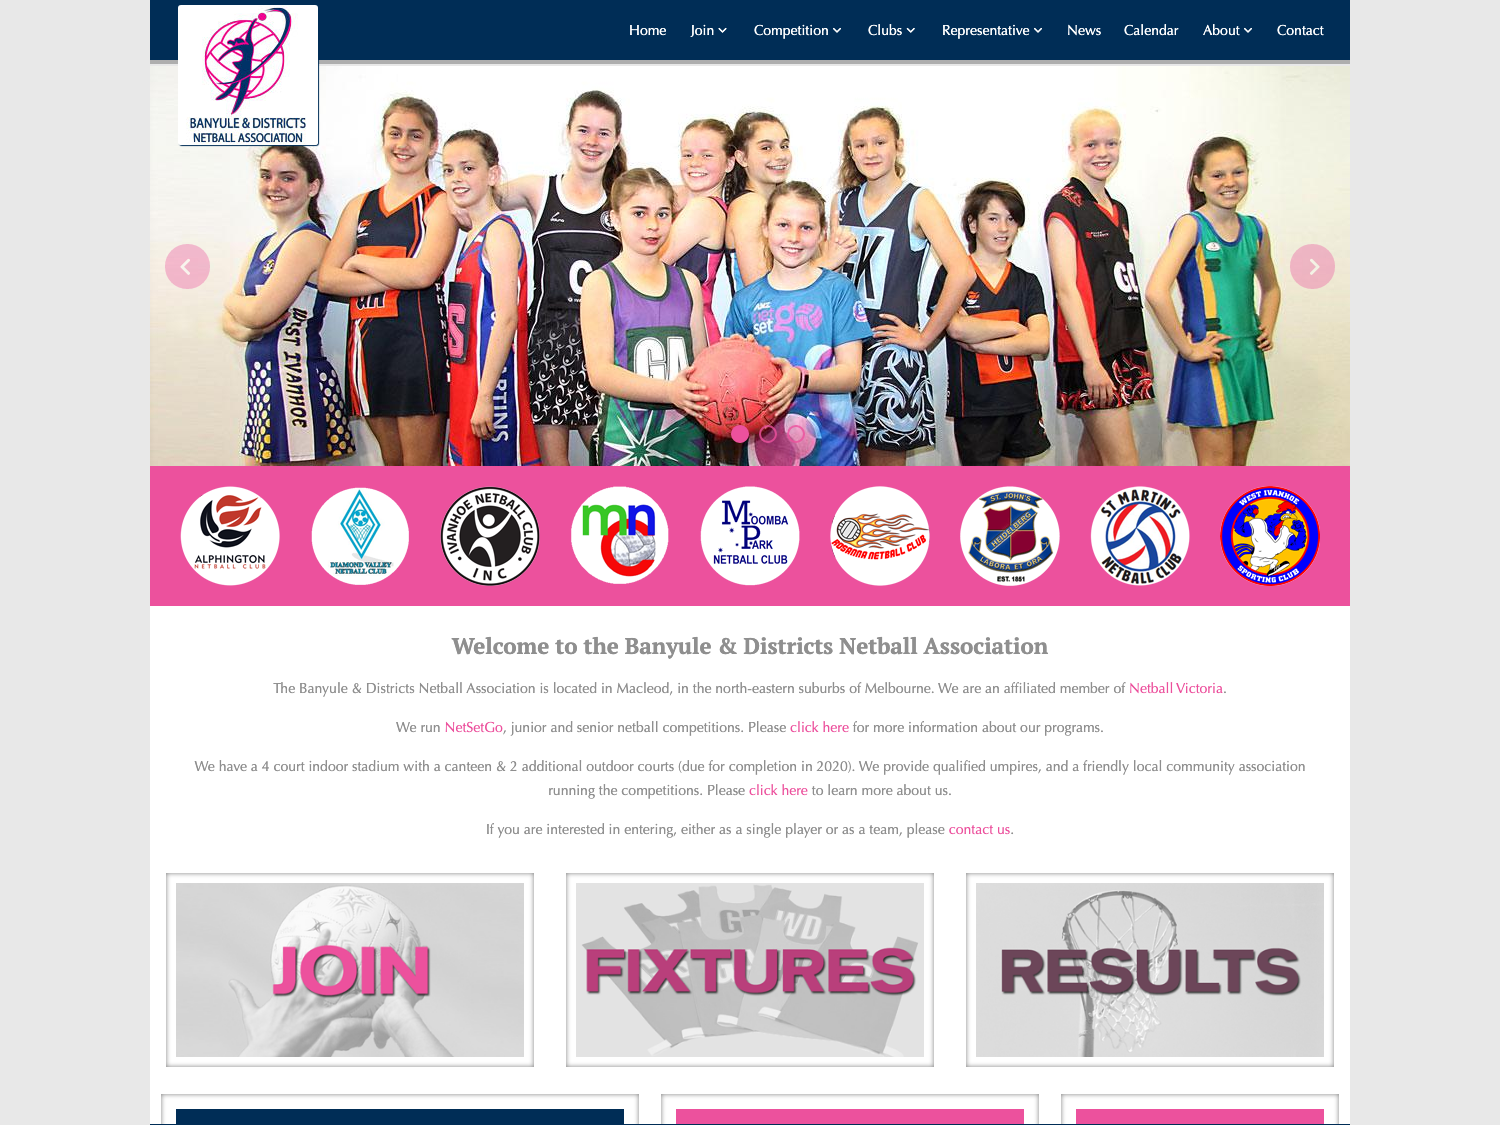 BANYULE & DISTRICTS
NETBALL ASSOCIATION
Home Join Competition Clubs Representative News Calendar About Contact
WEST IVANHOE
GA
S
MARTINS
C
GA
net
set go
GK
C
GD
ALPHINGTON
NETBALL CLUB
DIAMOND VALLEY
NETBALL CLUB
IVANHOE NETBALL CLUB
INC
mnc
MOOMBA
PARK
NETBALL CLUB
ROSANNA NETBALL CLUB
ST. JOHN'S
HEIDELBERG
LABORA ET ORA
EST. 1851
ST MARTIN'S
NETBALL CLUB
WEST IVANHOE
SPORTING CLUB
Welcome to the Banyule & Districts Netball Association
The Banyule & Districts Netball Association is located in Macleod, in the north-eastern suburbs of Melbourne. We are an affiliated member of Netball Victoria.
We run NetSetGo, junior and senior netball competitions. Please click here for more information about our programs.
We have a 4 court indoor stadium with a canteen & 2 additional outdoor courts (due for completion in 2020). We provide qualified umpires, and a friendly local community association
running the competitions. Please click here to learn more about us.
If you are interested in entering, either as a single player or as a team, please contact us.
JOIN
GD WD
FIXTURES
RESULTS